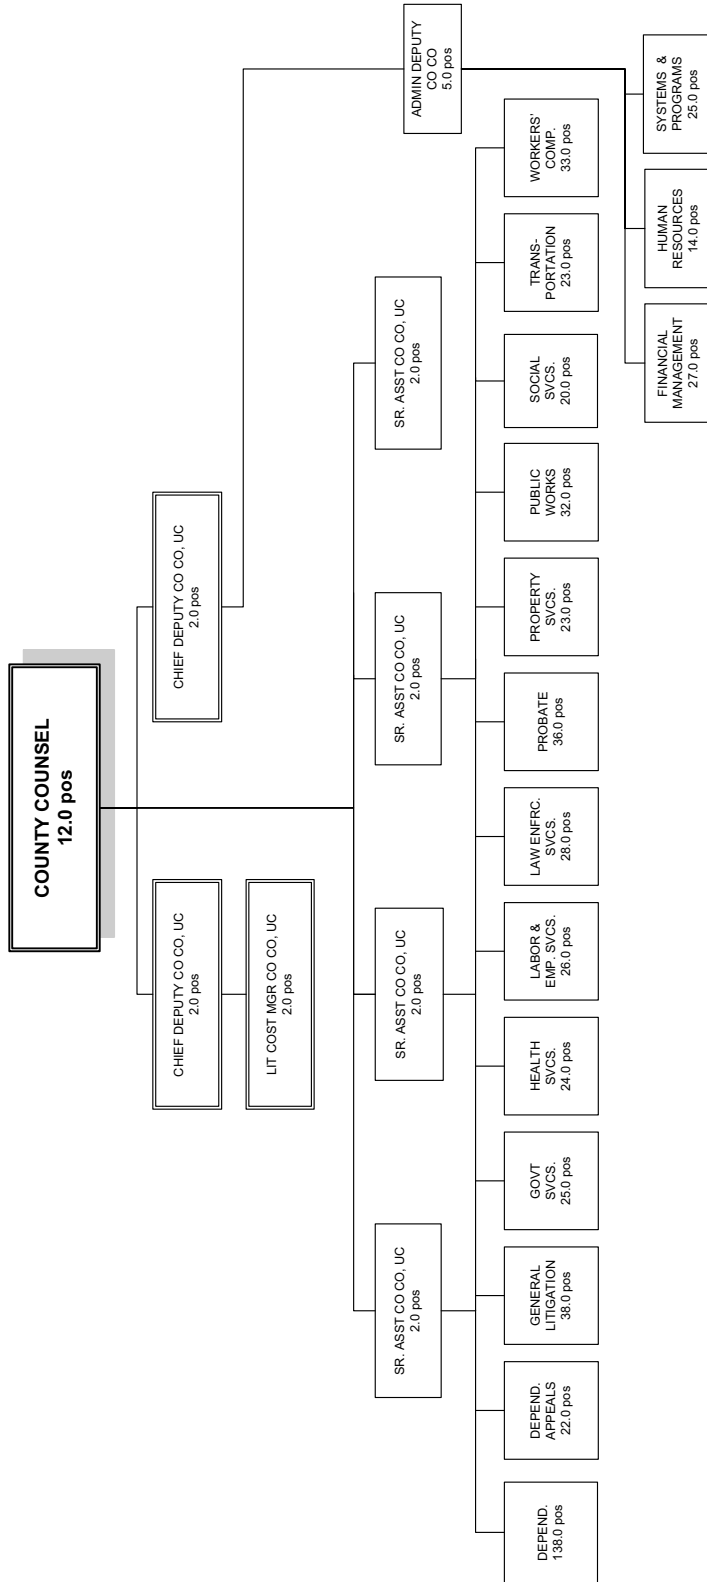 COUNTY COUNSEL
12.0 pos
CHIEF DEPUTY CO CO, UC
2.0 pos
CHIEF DEPUTY CO CO, UC
2.0 pos
LIT COST MGR CO CO, UC
2.0 pos
SR. ASST CO CO, UC
2.0 pos
SR. ASST CO CO, UC
2.0 pos
SR. ASST CO CO, UC
2.0 pos
SR. ASST CO CO, UC
2.0 pos
ADMIN DEPUTY
CO CO
5.0 pos
DEPEND.
138.0 pos
DEPEND.
APPEALS
22.0 pos
GENERAL
LITIGATION
38.0 pos
GOVT
SVCS.
25.0 pos
HEALTH
SVCS.
24.0 pos
LABOR &
EMP. SVCS.
26.0 pos
LAW ENFRC.
SVCS.
28.0 pos
PROBATE
36.0 pos
PROPERTY
SVCS.
23.0 pos
PUBLIC
WORKS
32.0 pos
SOCIAL
SVCS.
20.0 pos
TRANS-
PORTATION
23.0 pos
WORKERS'
COMP.
33.0 pos
FINANCIAL
MANAGEMENT
27.0 pos
HUMAN
RESOURCES
14.0 pos
SYSTEMS &
PROGRAMS
25.0 pos